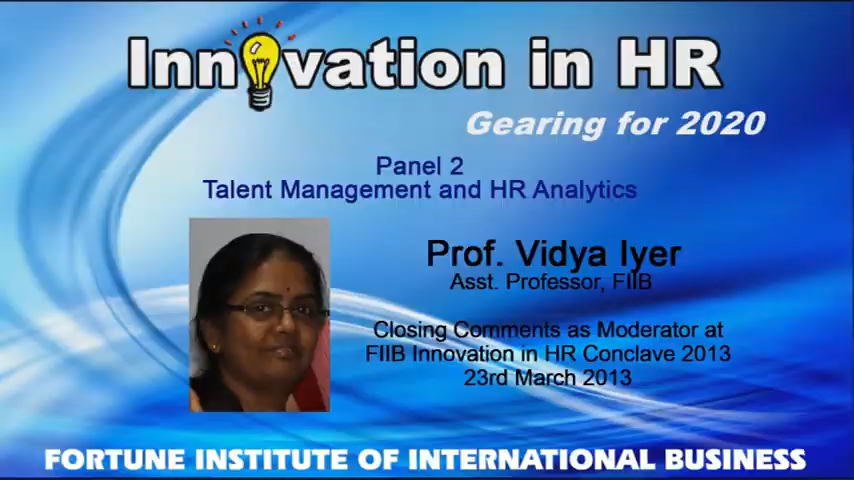 Innovation in HR
Gearing for 2020
Panel 2
Talent Management and HR Analytics
Prof. Vidya Iyer
Asst. Professor, FIIB
Closing Comments as Moderator at
FIIB Innovation in HR Conclave 2013
23rd March 2013
FORTUNE INSTITUTE OF INTERNATIONAL BUSINESS